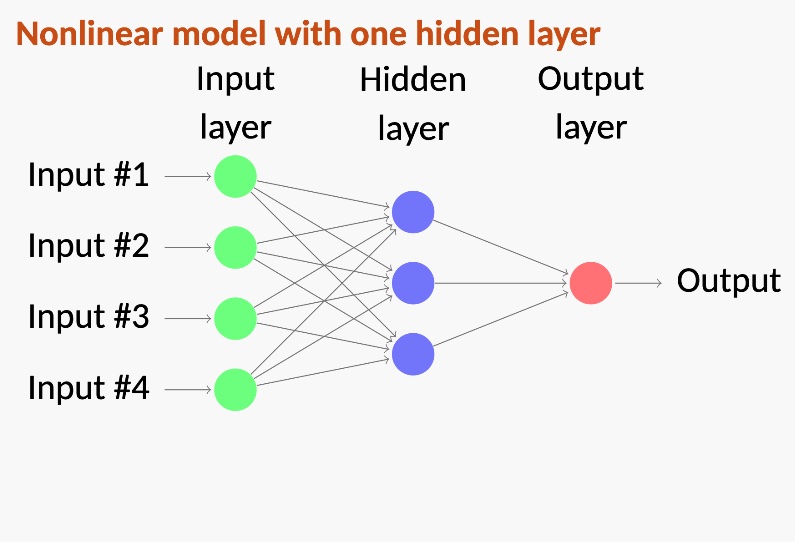 Nonlinear model with one hidden layer
Input Hidden Output
layer layer layer
Input #1
Input #2
Input #3
Input #4
Output